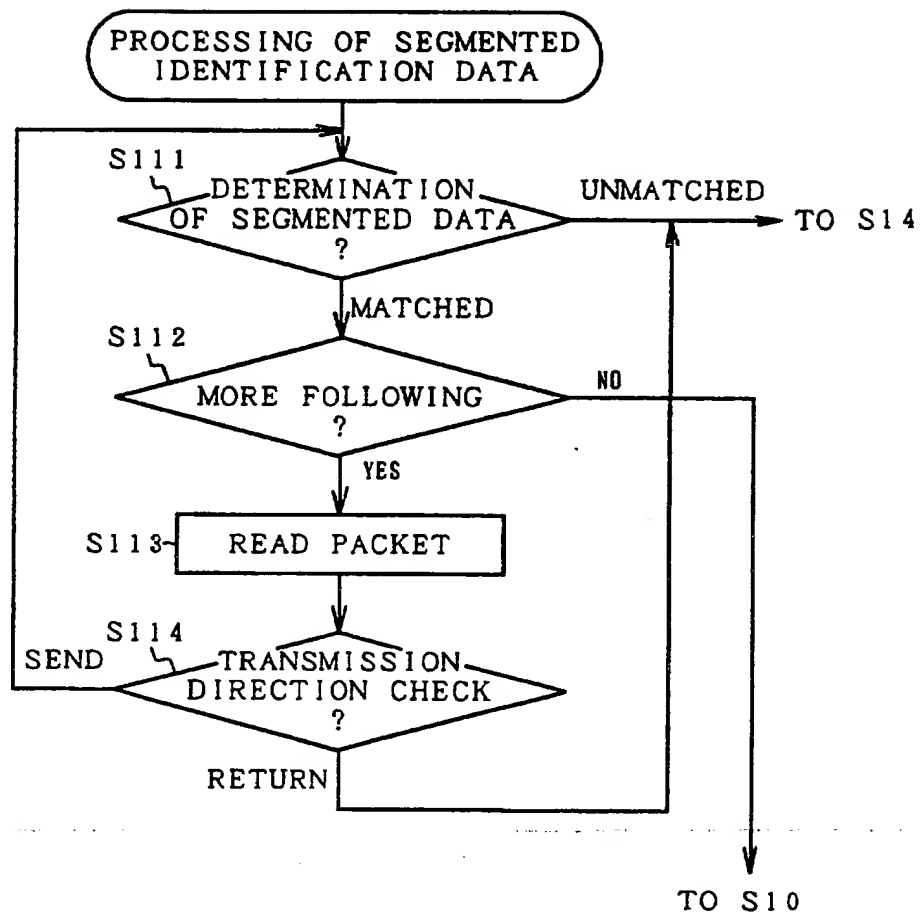 PROCESSING OF SEGMENTED
IDENTIFICATION DATA
S111
DETERMINATION
OF SEGMENTED DATA
?
UNMATCHED
TO S14
MATCHED
S112
MORE FOLLOWING
?
NO
YES
S113
READ PACKET
S114
SEND
TRANSMISSION
DIRECTION CHECK
?
RETURN
TO S10